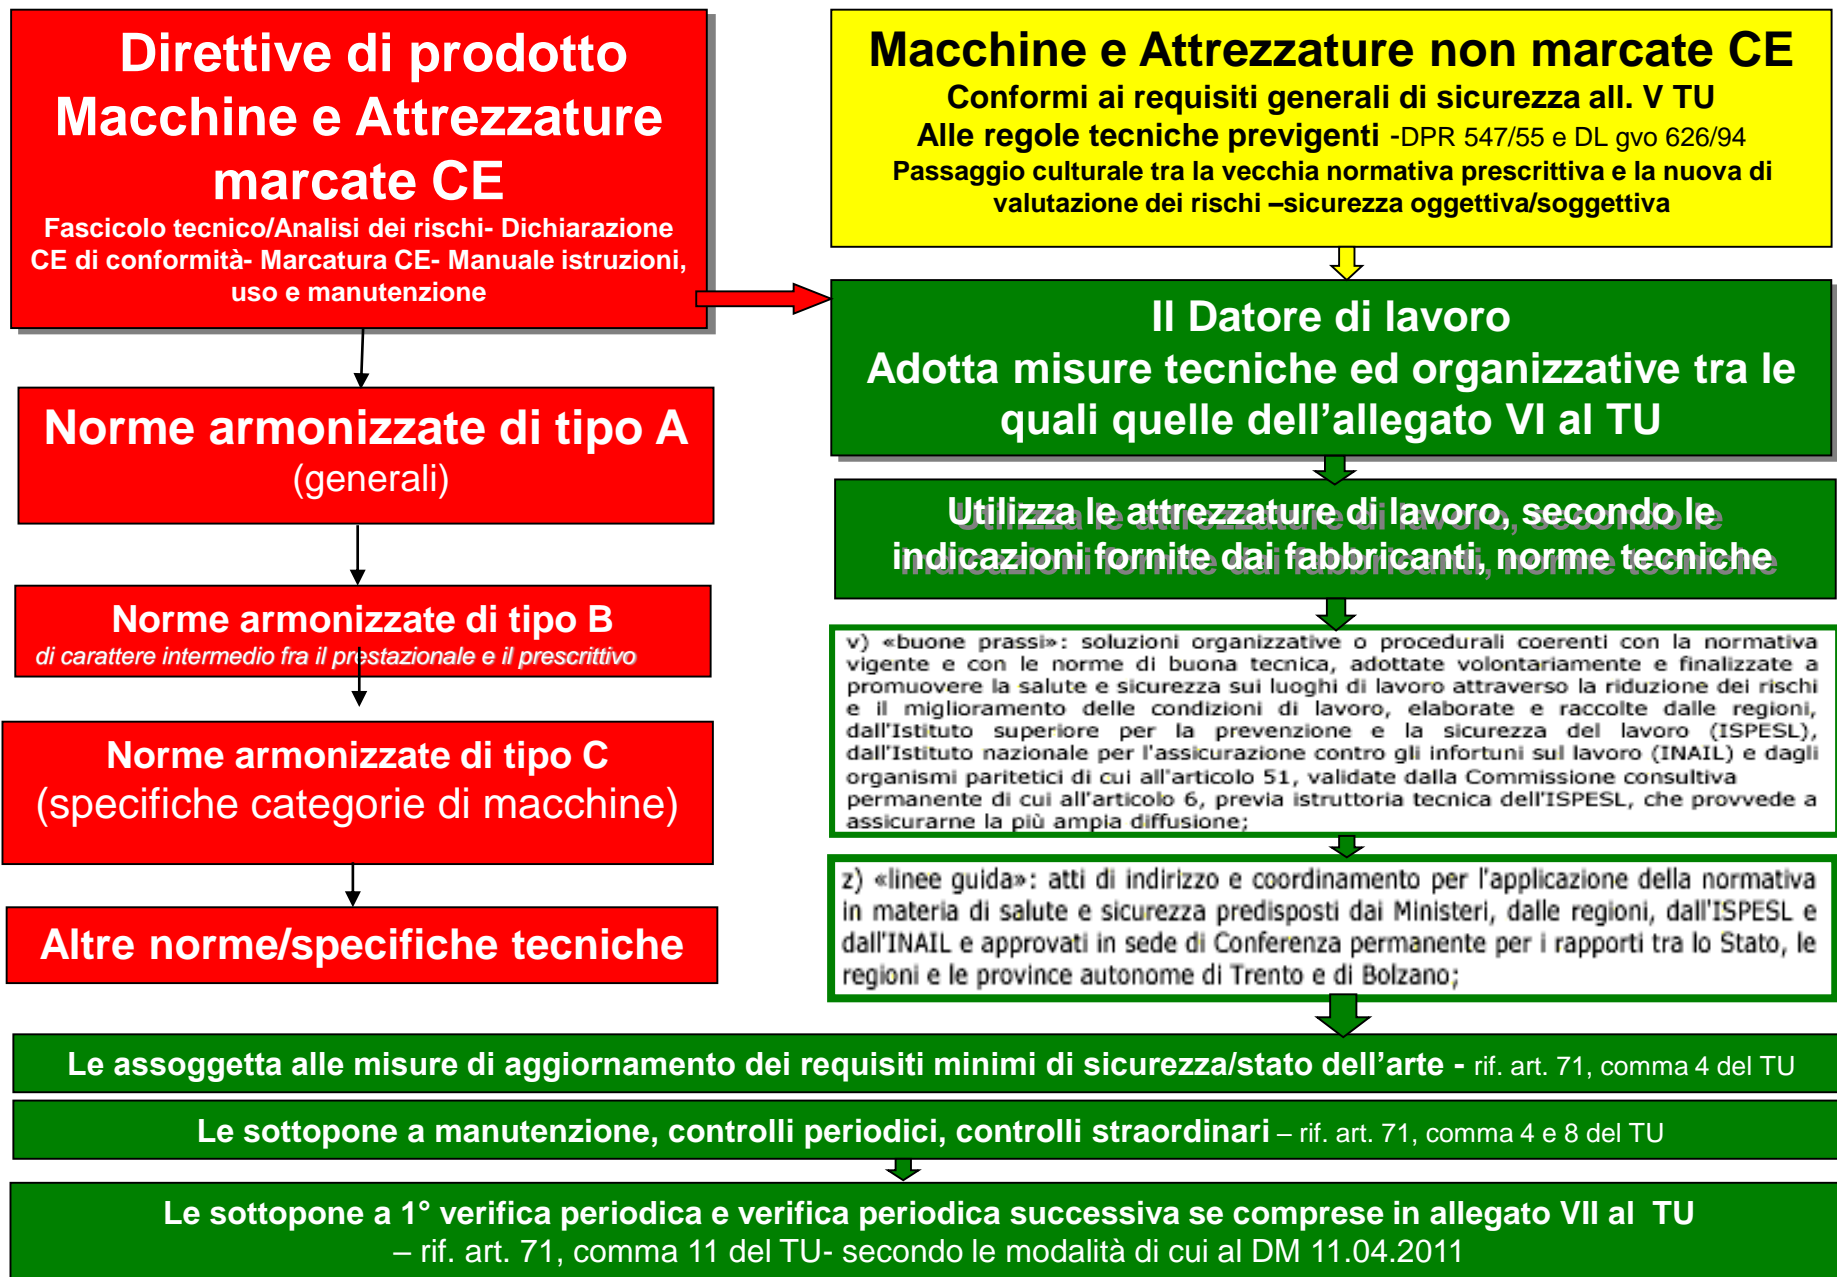 Direttive di prodotto
Macchine e Attrezzature
marcate CE
Fascicolo tecnico/Analisi dei rischi- Dichiarazione
CE di conformità- Marcatura CE- Manuale istruzioni,
uso e manutenzione
Norme armonizzate di tipo A
(generali)
Norme armonizzate di tipo B
di carattere intermedio fra il prestazionale e il prescrittivo
Norme armonizzate di tipo C
(specifiche categorie di macchine)
Altre norme/specifiche tecniche
Macchine e Attrezzature non marcate CE
Conformi ai requisiti generali di sicurezza all. V TU
Alle regole tecniche previgenti -DPR 547/55 e DL gvo 626/94
Passaggio culturale tra la vecchia normativa prescrittiva e la nuova di
valutazione dei rischi –sicurezza oggettiva/soggettiva
Il Datore di lavoro
Adotta misure tecniche ed organizzative tra le
quali quelle dell'allegato VI al TU
Utilizza le attrezzature di lavoro, secondo le
indicazioni fornite dai fabbricanti, norme tecniche
v) «buone prassi»: soluzioni organizzative o procedurali coerenti con la normativa
vigente e con le norme di buona tecnica, adottate volontariamente e finalizzate a
promuovere la salute e sicurezza sui luoghi di lavoro attraverso la riduzione dei rischi
e il miglioramento delle condizioni di lavoro, elaborate e raccolte dalle regioni,
dall'Istituto superiore per la prevenzione e la sicurezza del lavoro (ISPESL),
dall'Istituto nazionale per l'assicurazione contro gli infortuni sul lavoro (INAIL) e dagli
organismi paritetici di cui all'articolo 51, validate dalla Commissione consultiva
permanente di cui all'articolo 6, previa istruttoria tecnica dell'ISPESL, che provvede a
assicurarne la più ampia diffusione;
z) «linee guida»: atti di indirizzo e coordinamento per l'applicazione della normativa
in materia di salute e sicurezza predisposti dai Ministeri, dalle regioni, dall'ISPESL e
dall'INAIL e approvati in sede di Conferenza permanente per i rapporti tra lo Stato, le
regioni e le province autonome di Trento e di Bolzano;
Le assoggetta alle misure di aggiornamento dei requisiti minimi di sicurezza/stato dell'arte - rif. art. 71, comma 4 del TU
Le sottopone a manutenzione, controlli periodici, controlli straordinari – rif. art. 71, comma 4 e 8 del TU
Le sottopone a 1° verifica periodica e verifica periodica successiva se comprese in allegato VII al TU
– rif. art. 71, comma 11 del TU- secondo le modalità di cui al DM 11.04.2011